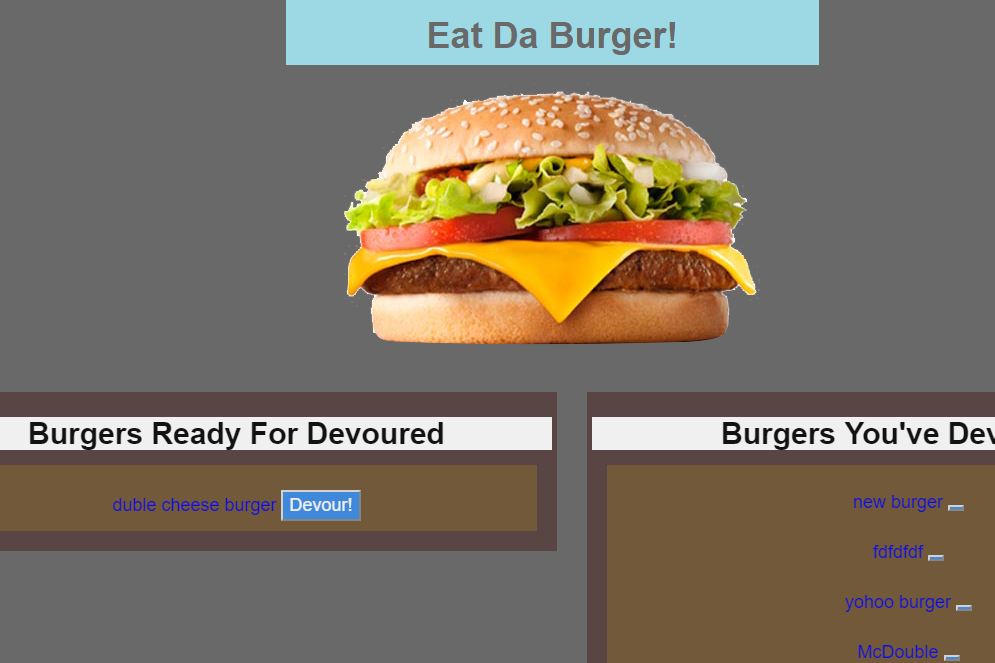 Eat Da Burger!
Burgers Ready For Devoured
duble cheese burger Devour!
Burgers You've Dev
new burger
fdfdfdf
yohoo burger
McDouble